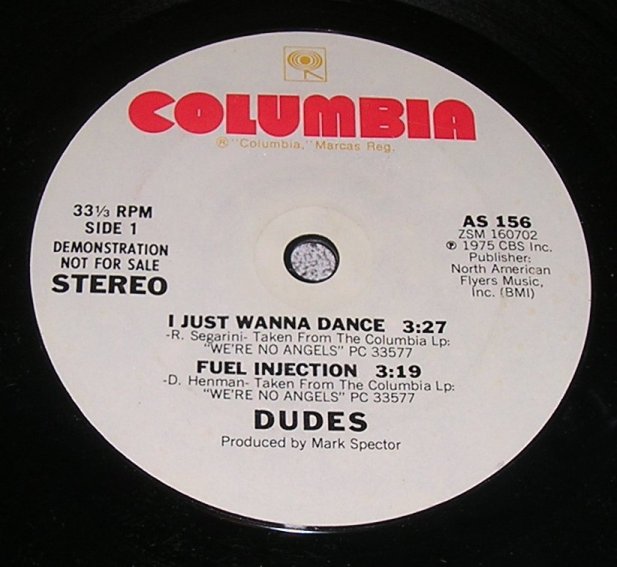 COLUMBIA
® "Columbia," Marcas Reg.
33⅓ RPM
SIDE 1
DEMONSTRATION
NOT FOR SALE
STEREO
AS 156
ZSM 160702
℗ 1975 CBS Inc.
Publisher:
North American
Flyers Music,
Inc. (BMI)
I JUST WANNA DANCE 3:27
-R. Segarini- Taken From The Columbia Lp:
"WE'RE NO ANGELS" PC 33577
FUEL INJECTION 3:19
-D. Henman- Taken From The Columbia Lp:
"WE'RE NO ANGELS" PC 33577
DUDES
Produced by Mark Spector